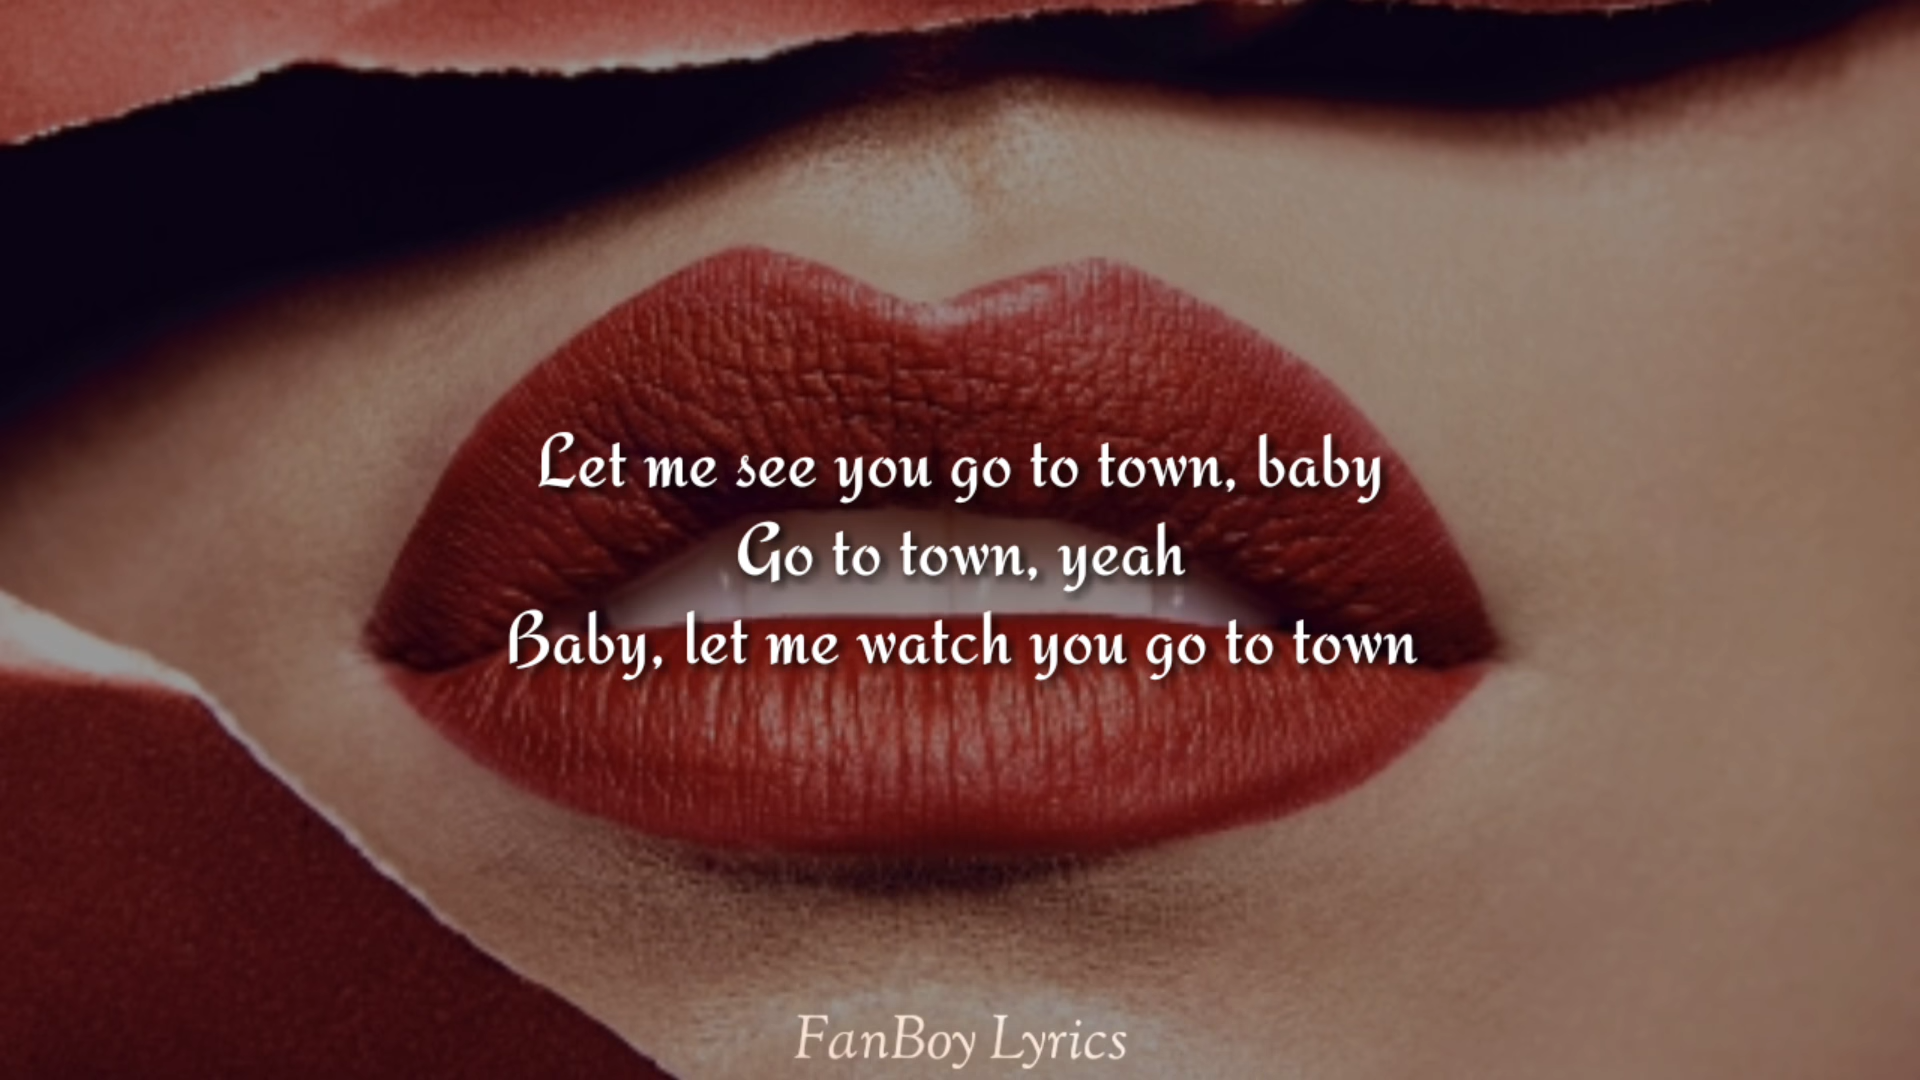 Let me see you go to town, baby
Go to town, yeah
Baby, let me watch you go to town
FanBoy Lyrics